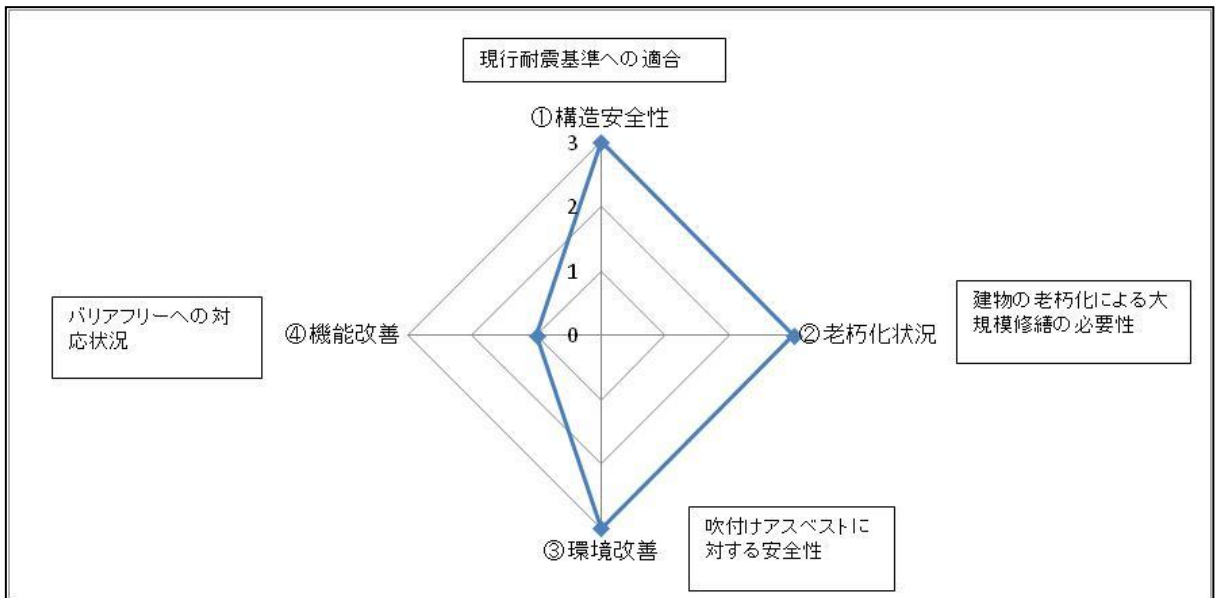 現行耐震基準への適合
①構造安全性
3
2
1
0
バリアフリーへの対
応状況
④機能改善
②老朽化状況
建物の老朽化による大
規模修繕の必要性
③環境改善
吹付けアスベストに
対する安全性